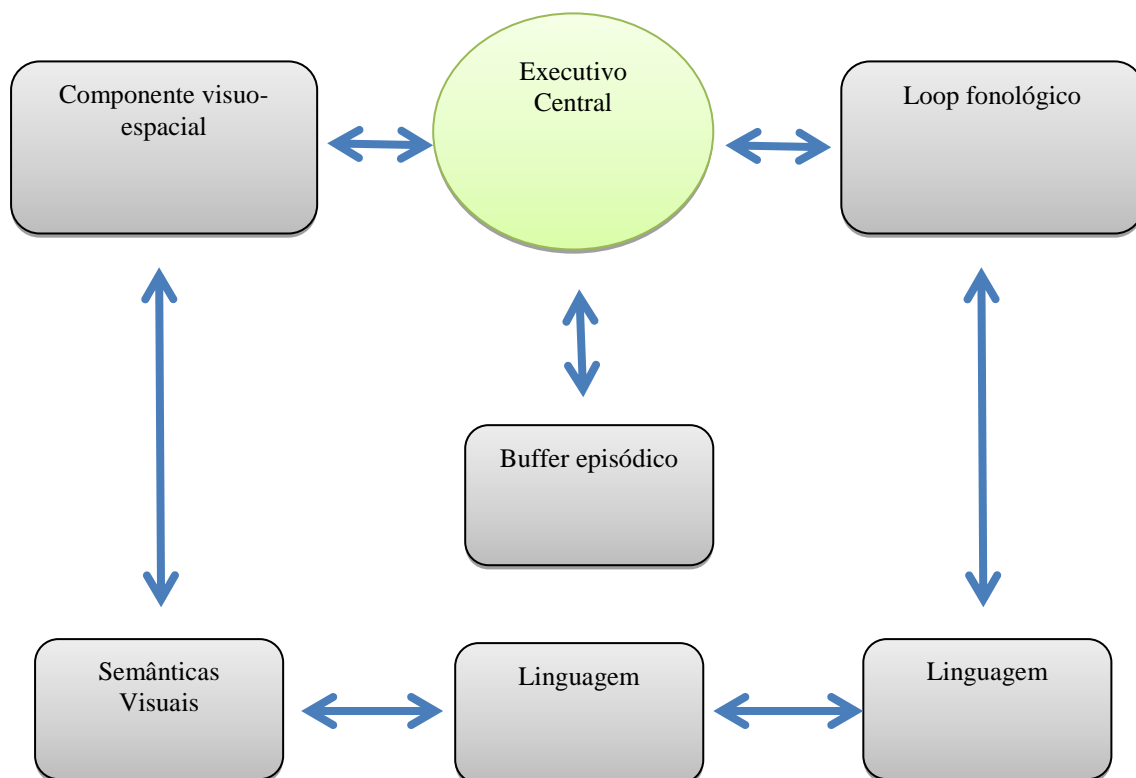 Componente visuo-
espacial
Executivo
Central
Loop fonológico
Buffer episódico
Semânticas
Visuais
Linguagem
Linguagem